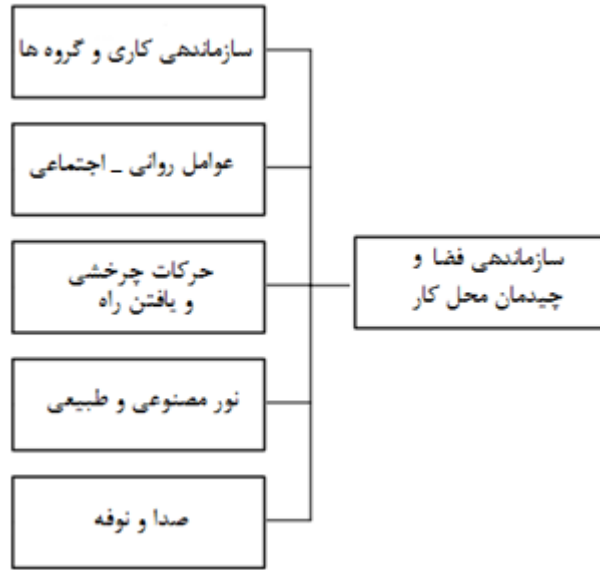 سازماندهی فضا و
چیدمان محل کار
سازماندهی کاری و گروه ها
عوامل روانی _ اجتماعی
حرکات چرخشی
و یافتن راه
نور مصنوعی و طبیعی
صدا و نوفه